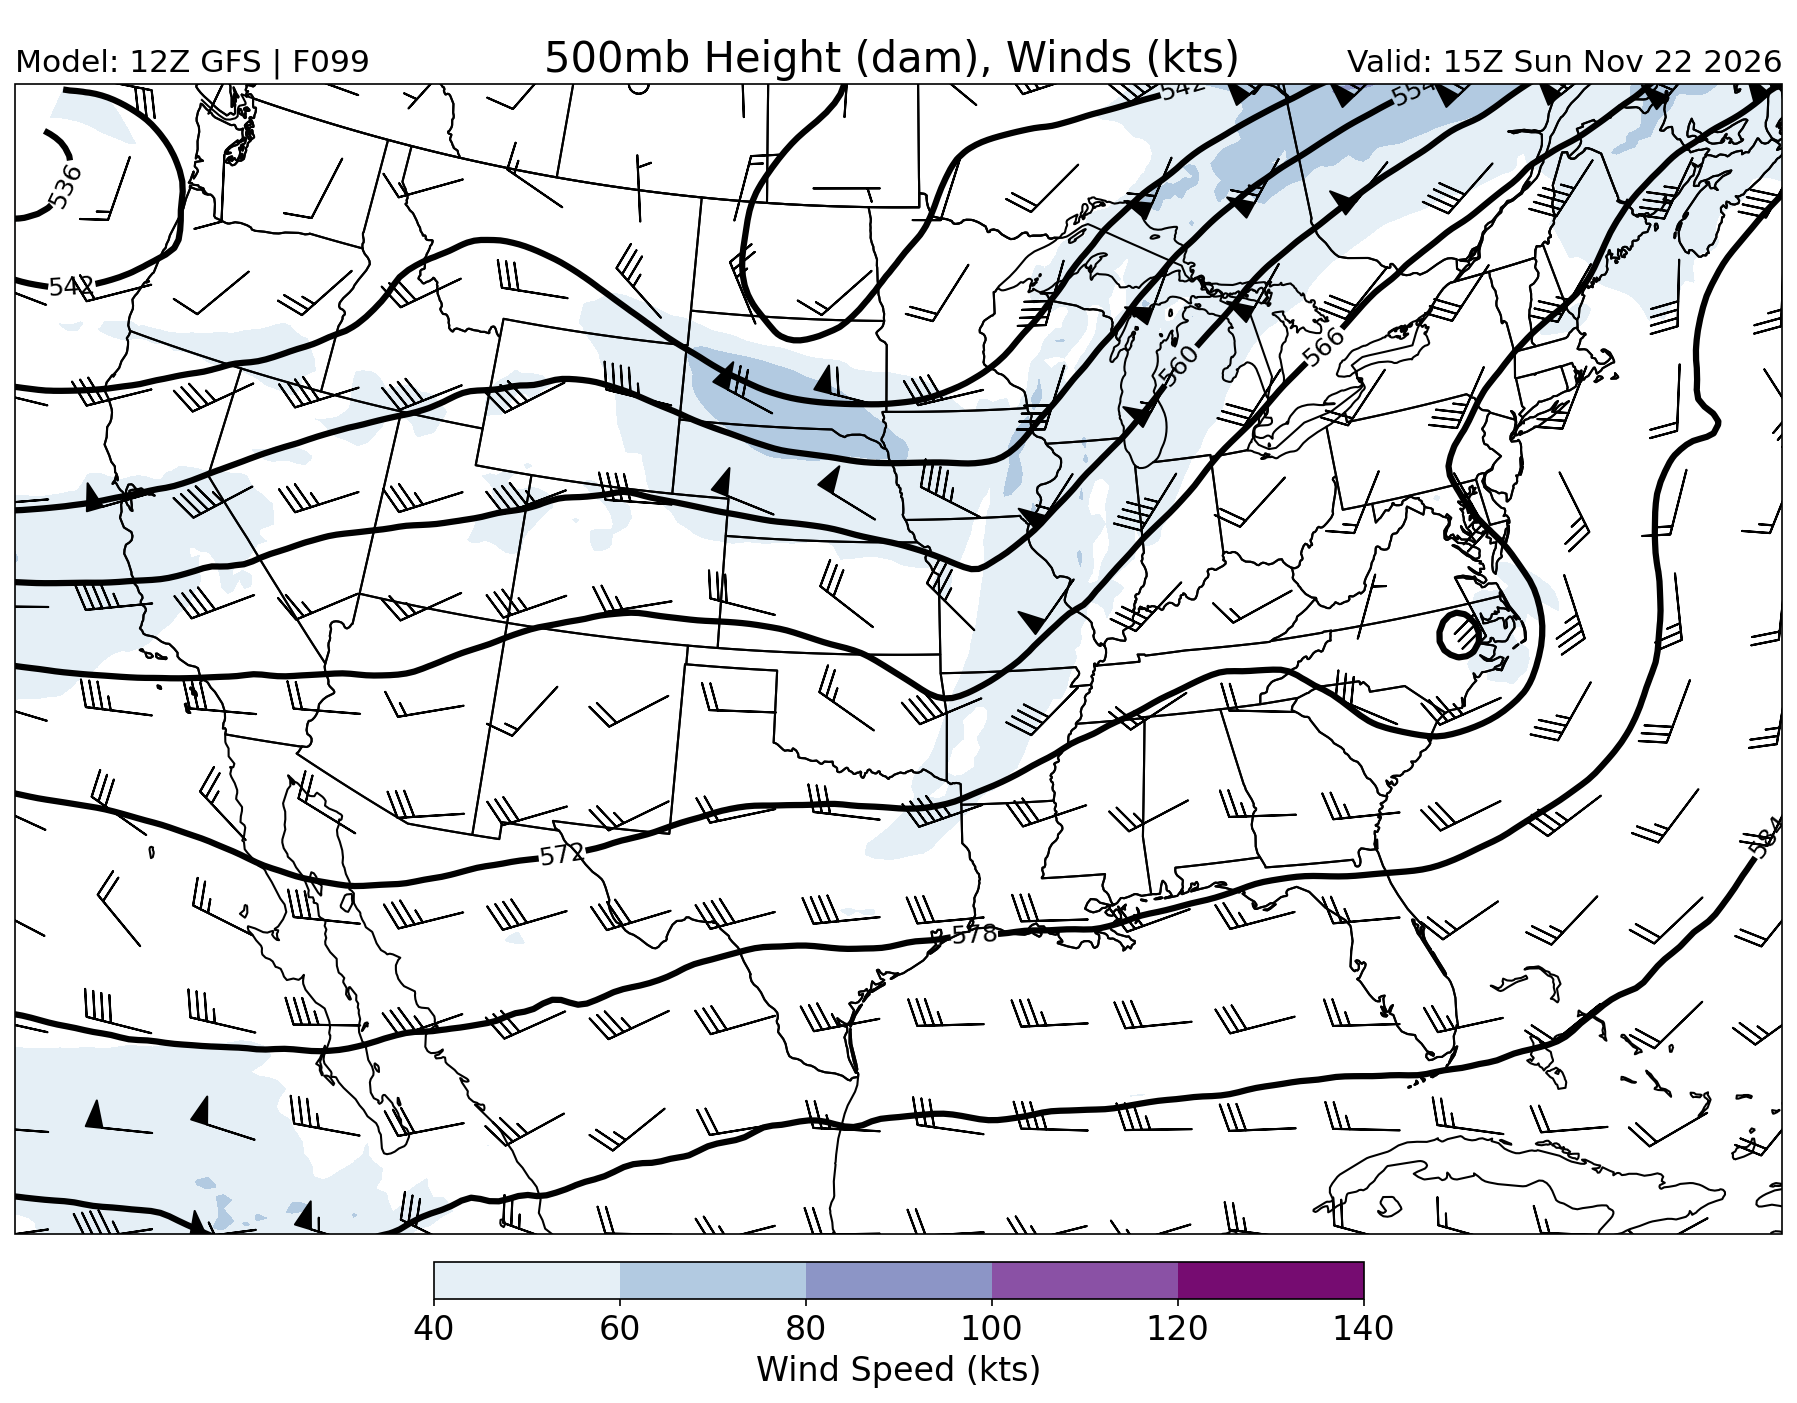 Model: 12Z GFS | F099
500mb Height (dam), Winds (kts)
Valid: 15Z Sun Nov 22 2026
542
554
536
542
560
566
572
578
584
40 60 80 100 120 140
Wind Speed (kts)